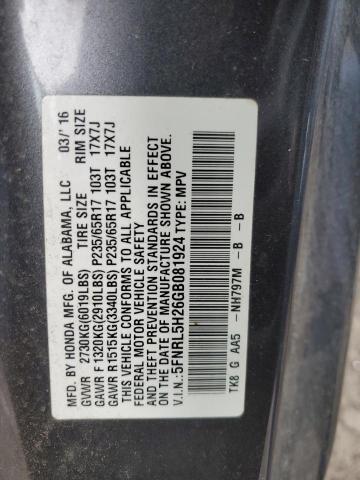 MFD. BY HONDA MFG. OF ALABAMA, LLC 03/'16
GVWR 2730KG(6019LBS) TIRE SIZE RIM SIZE
GAWR F1320KG(2910LBS) P235/65R17 103T 17X7J
GAWR R1515KG(3340LBS) P235/65R17 103T 17X7J
THIS VEHICLE CONFORMS TO ALL APPLICABLE
FEDERAL MOTOR VEHICLE SAFETY
AND THEFT PREVENTION STANDARDS IN EFFECT
ON THE DATE OF MANUFACTURE SHOWN ABOVE.
V.I.N: 5FNRL5H26GB081924 TYPE: MPV
TK8 G AA5 -NH797M -B -B